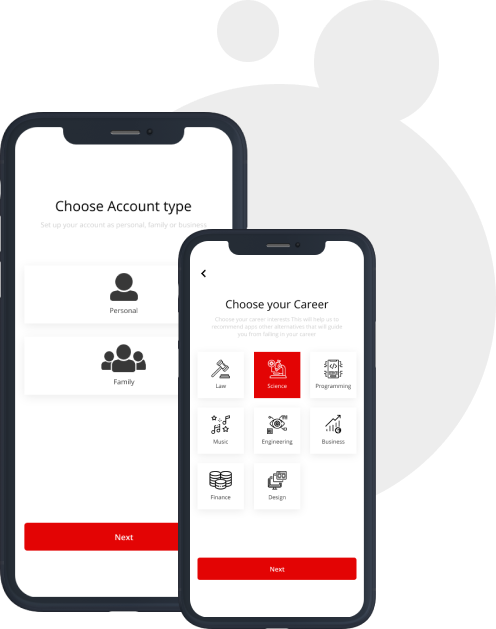 Choose Account type
Set up your account as personal, family or business
Personal
Family
Next
Choose your Career
Choose your career interests This will help us to
recommend apps other alternatives that will guide
you from falling in your career
Law
Science
Programming
Music
Engineering
Business
Finance
Design
Next